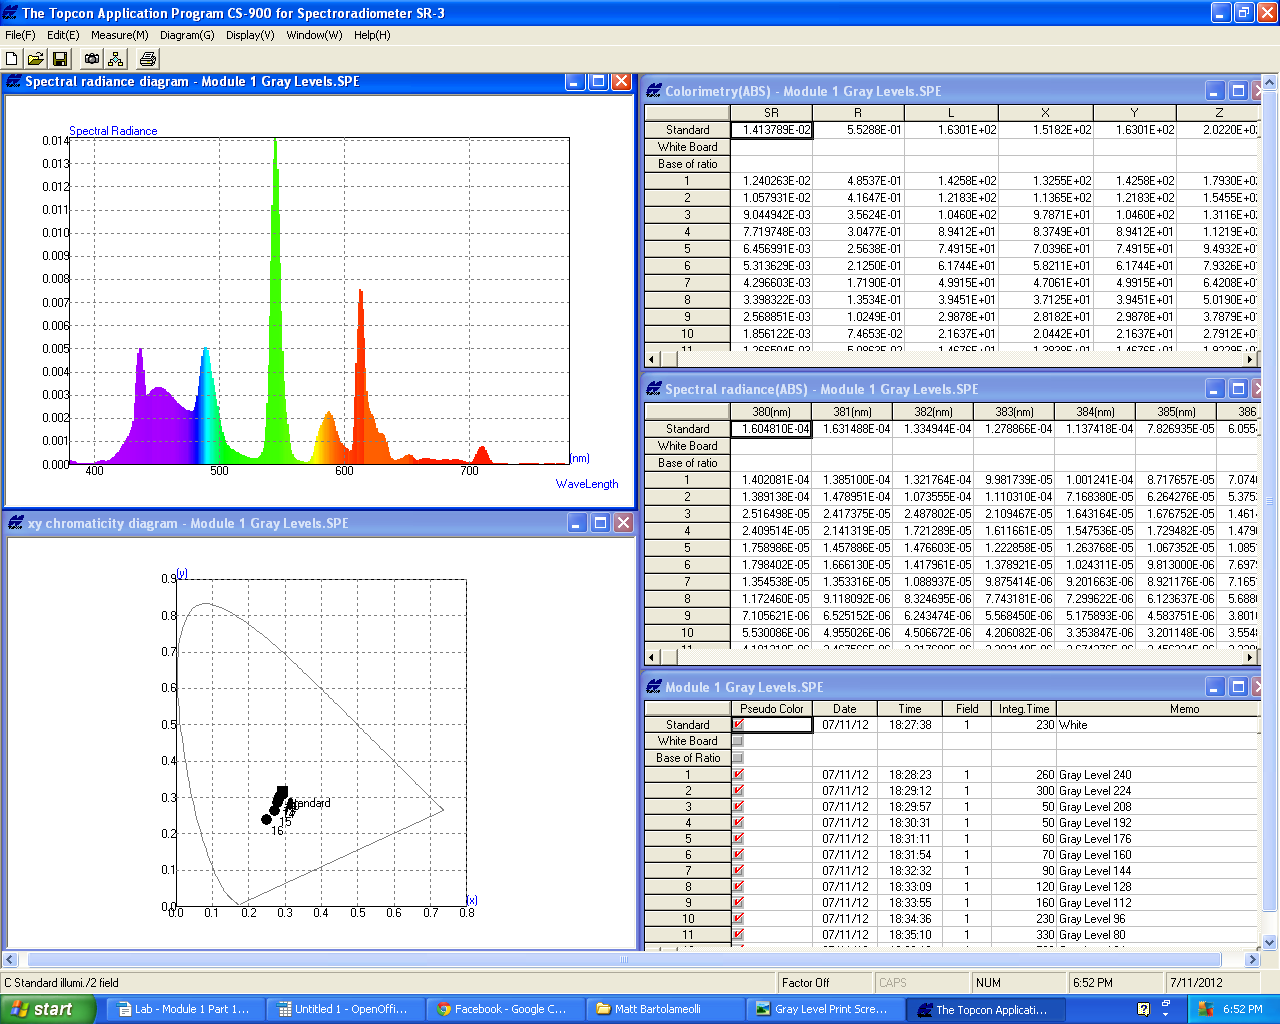 The Topcon Application Program CS-900 for Spectroradiometer SR-3
File(F) Edit(E) Measure(M) Diagram(G) Display(V) Window(W) Help(H)
Spectral radiance diagram - Module 1 Gray Levels.SPE
Spectral Radiance
0.014
0.013
0.012
0.011
0.010
0.009
0.008
0.007
0.006
0.005
0.004
0.003
0.002
0.001
0.000
400 500 600 700
(nm)
WaveLength
xy chromaticity diagram - Module 1 Gray Levels.SPE
(y)
0.9
0.8
0.7
0.6
0.5
0.4
0.3
0.2
0.1
0.0
0.0 0.1 0.2 0.3 0.4 0.5 0.6 0.7 0.8
(x)
15
16
Colorimetry(ABS) - Module 1 Gray Levels.SPE
SR R L X Y Z
Standard 1.413789E-02 5.5288E-01 1.6301E+02 1.5182E+02 1.6301E+02 2.0220E+0
White Board
Base of ratio
1 1.240263E-02 4.8537E-01 1.4258E+02 1.3255E+02 1.4258E+02 1.7930E+0
2 1.057931E-02 4.1647E-01 1.2183E+02 1.1365E+02 1.2183E+02 1.5455E+0
3 9.044942E-03 3.5624E-01 1.0460E+02 9.7871E+01 1.0460E+02 1.3116E+0
4 7.719748E-03 3.0477E-01 8.9412E+01 8.3749E+01 8.9412E+01 1.1219E+0
5 6.456991E-03 2.5638E-01 7.4915E+01 7.0396E+01 7.4915E+01 9.4932E+0
6 5.313629E-03 2.1250E-01 6.1744E+01 5.8211E+01 6.1744E+01 7.9326E+0
7 4.296603E-03 1.7190E-01 4.9915E+01 4.7061E+01 4.9915E+01 6.4208E+0
8 3.398322E-03 1.3534E-01 3.9451E+01 3.7125E+01 3.9451E+01 5.0190E+0
9 2.568851E-03 1.0249E-01 2.9878E+01 2.8182E+01 2.9878E+01 3.7879E+0
10 1.856122E-03 7.4653E-02 2.1637E+01 2.0442E+01 2.1637E+01 2.7912E+0
Spectral radiance(ABS) - Module 1 Gray Levels.SPE
380(nm) 381(nm) 382(nm) 383(nm) 384(nm) 385(nm) 386
Standard 1.604810E-04 1.631488E-04 1.334944E-04 1.278866E-04 1.137418E-04 7.826935E-05 6.055
White Board
Base of ratio
1 1.402081E-04 1.385100E-04 1.321764E-04 9.981739E-05 1.001241E-04 8.717657E-05 7.074
2 1.389138E-04 1.478951E-04 1.073555E-04 1.110310E-04 7.168380E-05 6.264276E-05 5.375
3 2.516498E-05 2.417375E-05 2.487802E-05 2.109467E-05 1.643164E-05 1.676752E-05 1.461
4 2.409514E-05 2.141319E-05 1.721289E-05 1.611661E-05 1.547536E-05 1.729482E-05 1.479
5 1.758986E-05 1.457886E-05 1.476603E-05 1.222858E-05 1.263768E-05 1.067352E-05 1.085
6 1.798402E-05 1.666130E-05 1.417961E-05 1.378921E-05 1.024311E-05 9.813000E-06 7.697
7 1.354538E-05 1.353316E-05 1.088937E-05 9.875414E-06 9.201663E-06 8.921176E-06 7.165
8 1.172460E-05 9.118092E-06 8.324695E-06 7.743181E-06 7.299622E-06 6.123637E-06 5.688
9 7.105621E-06 6.525152E-06 6.243474E-06 5.568450E-06 5.175893E-06 4.583751E-06 3.801
10 5.530086E-06 4.955026E-06 4.506672E-06 4.206082E-06 3.353847E-06 3.201148E-06 3.554
Module 1 Gray Levels.SPE
Pseudo Color Date Time Field Integ.Time Memo
Standard 07/11/12 18:27:38 1 230 White
White Board
Base of Ratio
1 07/11/12 18:28:23 1 260 Gray Level 240
2 07/11/12 18:29:12 1 300 Gray Level 224
3 07/11/12 18:29:57 1 50 Gray Level 208
4 07/11/12 18:30:31 1 50 Gray Level 192
5 07/11/12 18:31:11 1 60 Gray Level 176
6 07/11/12 18:31:54 1 70 Gray Level 160
7 07/11/12 18:32:32 1 90 Gray Level 144
8 07/11/12 18:33:09 1 120 Gray Level 128
9 07/11/12 18:33:55 1 160 Gray Level 112
10 07/11/12 18:34:36 1 230 Gray Level 96
11 07/11/12 18:35:10 1 330 Gray Level 80
C Standard illumi./2 field Factor Off CAPS NUM 6:52 PM 7/11/2012
start Lab - Module 1 Part 1... Untitled 1 - OpenOffi... Facebook - Google C... Matt Bartolameolli Gray Level Print Scre... The Topcon Applicati... 6:52 PM